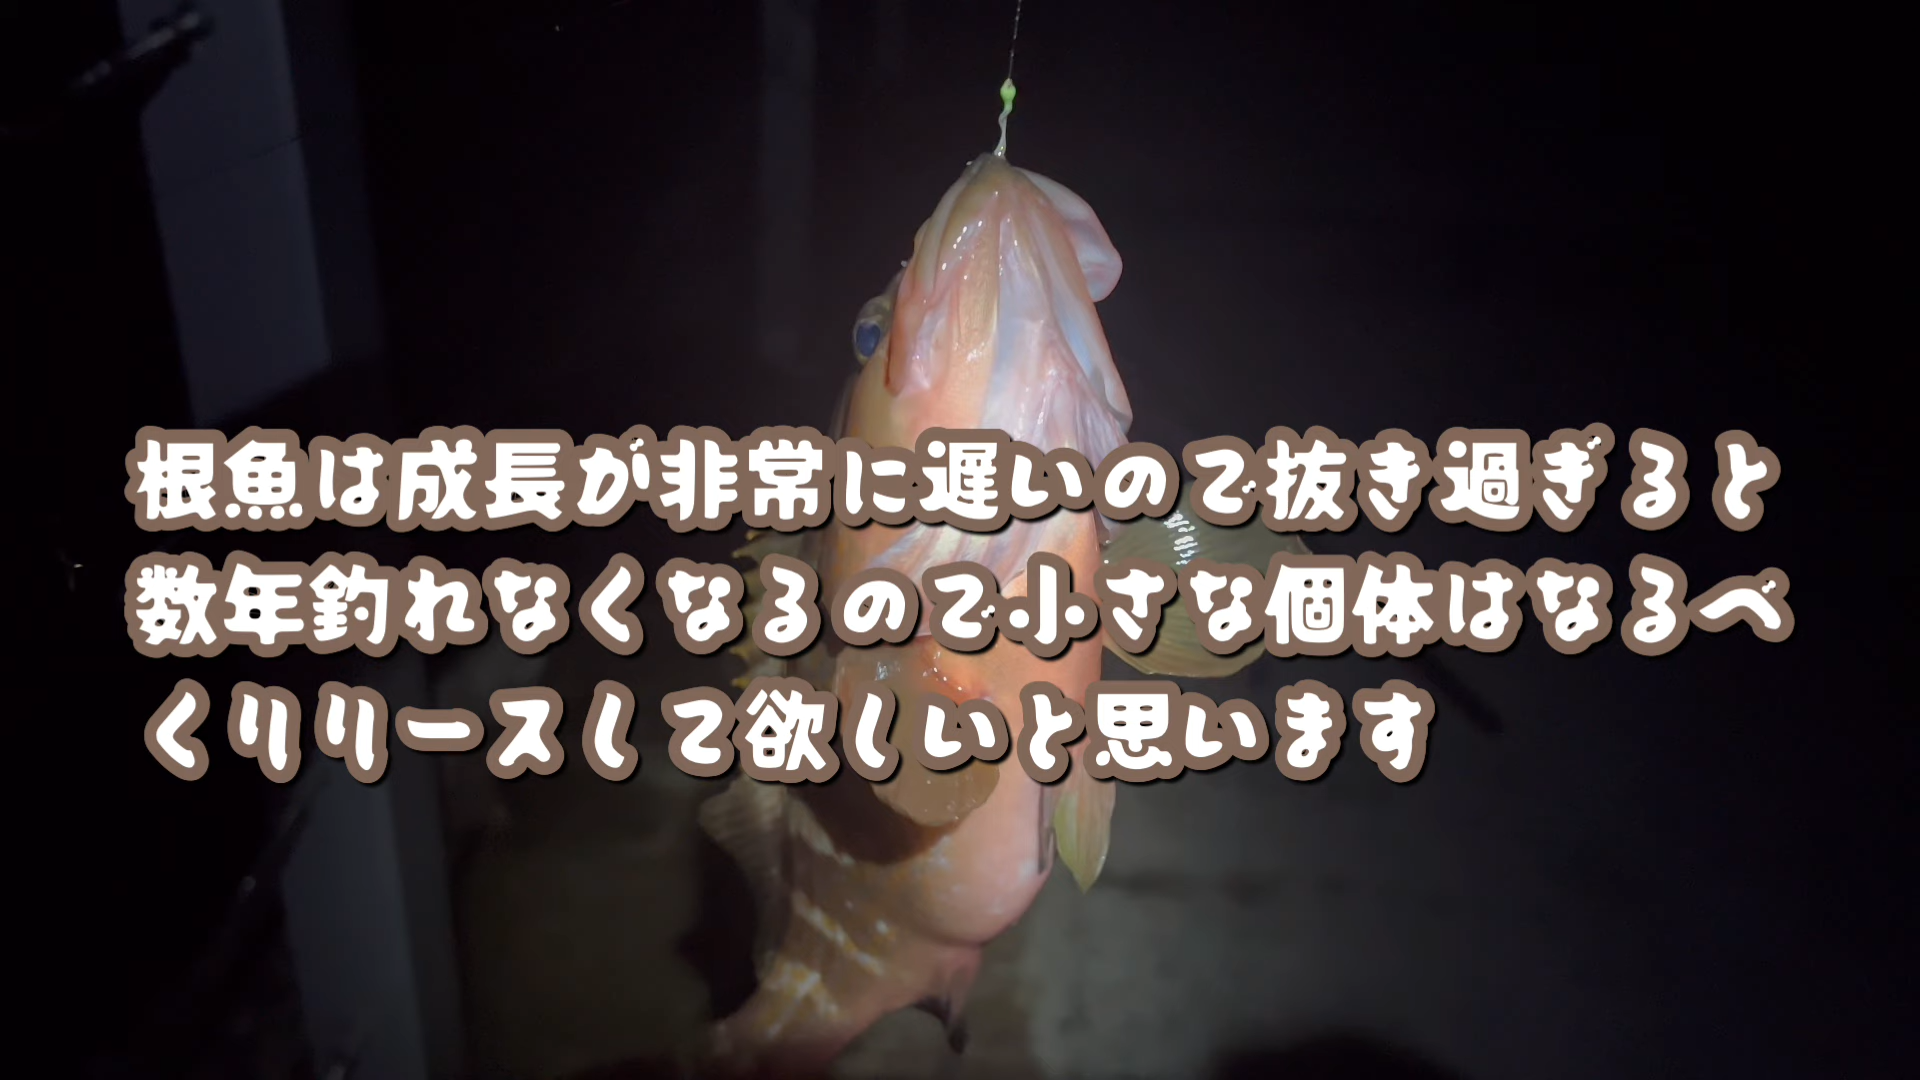 根魚は成長が非常に遅いので抜き過ぎると
数年釣れなくなるので小さな個体はなるべ
くリリースして欲しいと思います